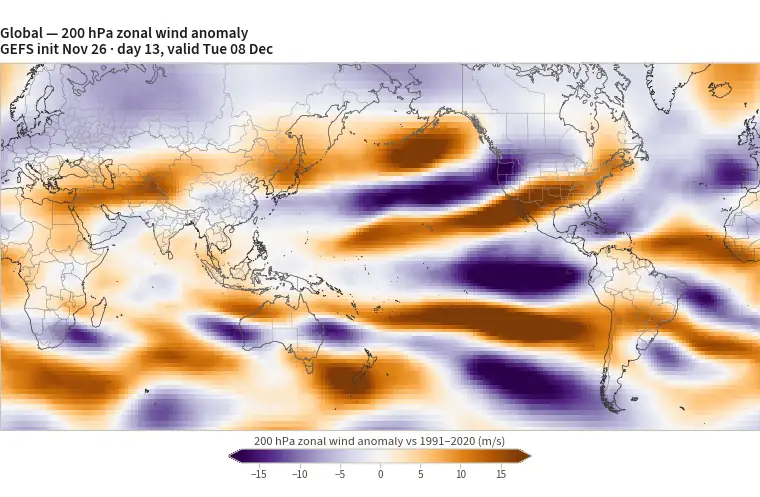 Global — 200 hPa zonal wind anomaly
GEFS init Nov 26 · day 13, valid Tue 08 Dec
200 hPa zonal wind anomaly vs 1991–2020 (m/s)
−15 −10 −5 0 5 10 15